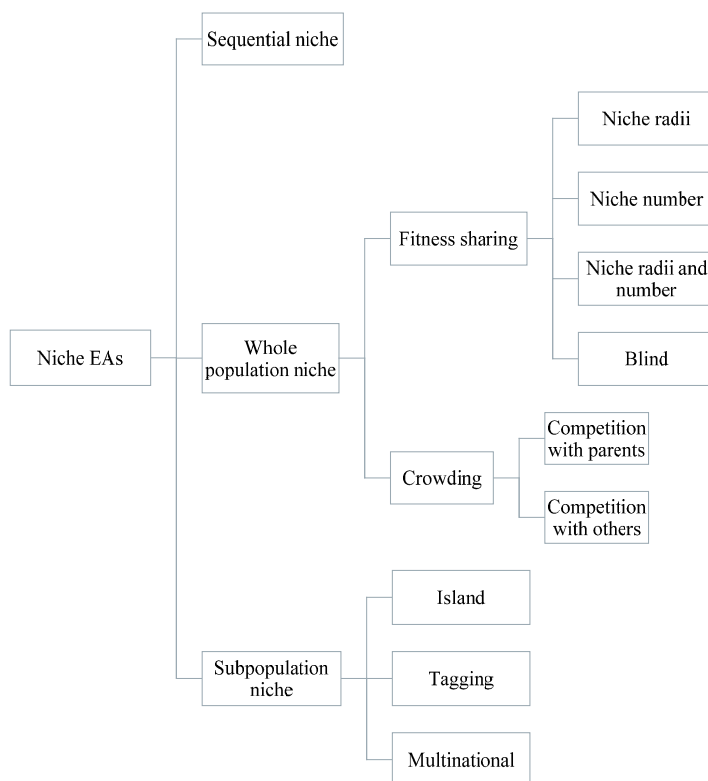 Sequential niche
Niche radii
Niche number
Fitness sharing
Niche radii and
number
Niche EAs
Whole
population niche
Blind
Competition
with parents
Crowding
Competition
with others
Island
Subpopulation
niche
Tagging
Multinational